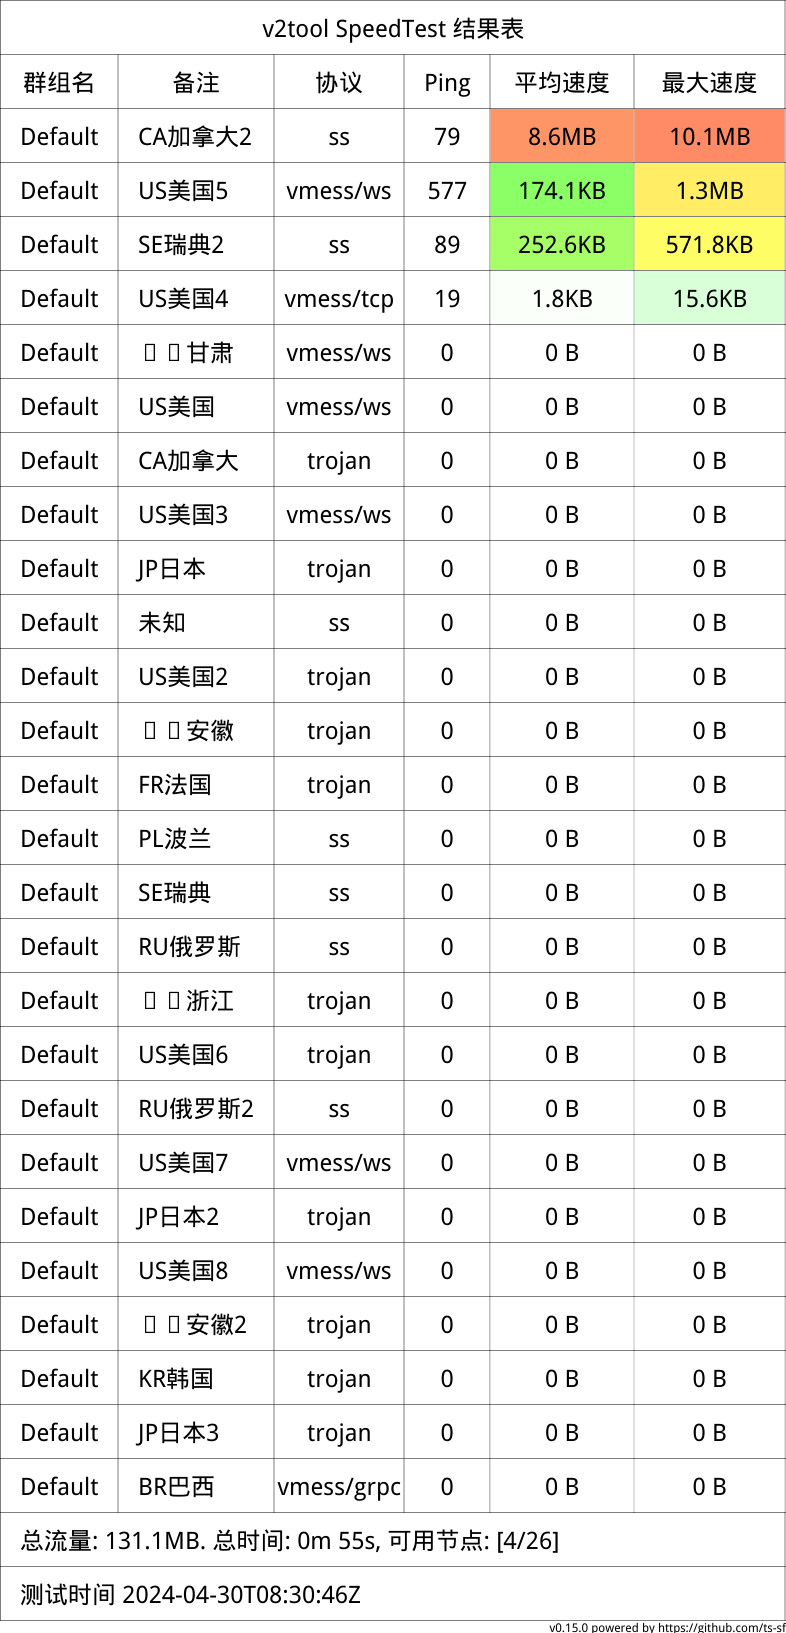 v2tool SpeedTest 结果表
群组名 备注 协议 Ping 平均速度 最大速度
Default CA加拿大2 ss 79 8.6MB 10.1MB
Default US美国5 vmess/ws 577 174.1KB 1.3MB
Default SE瑞典2 ss 89 252.6KB 571.8KB
Default US美国4 vmess/tcp 19 1.8KB 15.6KB
Default 甘肃 vmess/ws 0 0 B 0 B
Default US美国 vmess/ws 0 0 B 0 B
Default CA加拿大 trojan 0 0 B 0 B
Default US美国3 vmess/ws 0 0 B 0 B
Default JP日本 trojan 0 0 B 0 B
Default 未知 ss 0 0 B 0 B
Default US美国2 trojan 0 0 B 0 B
Default 安徽 trojan 0 0 B 0 B
Default FR法国 trojan 0 0 B 0 B
Default PL波兰 ss 0 0 B 0 B
Default SE瑞典 ss 0 0 B 0 B
Default RU俄罗斯 ss 0 0 B 0 B
Default 浙江 trojan 0 0 B 0 B
Default US美国6 trojan 0 0 B 0 B
Default RU俄罗斯2 ss 0 0 B 0 B
Default US美国7 vmess/ws 0 0 B 0 B
Default JP日本2 trojan 0 0 B 0 B
Default US美国8 vmess/ws 0 0 B 0 B
Default 安徽2 trojan 0 0 B 0 B
Default KR韩国 trojan 0 0 B 0 B
Default JP日本3 trojan 0 0 B 0 B
Default BR巴西 vmess/grpc 0 0 B 0 B
总流量: 131.1MB. 总时间: 0m 55s, 可用节点: [4/26]
测试时间 2024-04-30T08:30:46Z
v0.15.0 powered by https://github.com/ts-sf